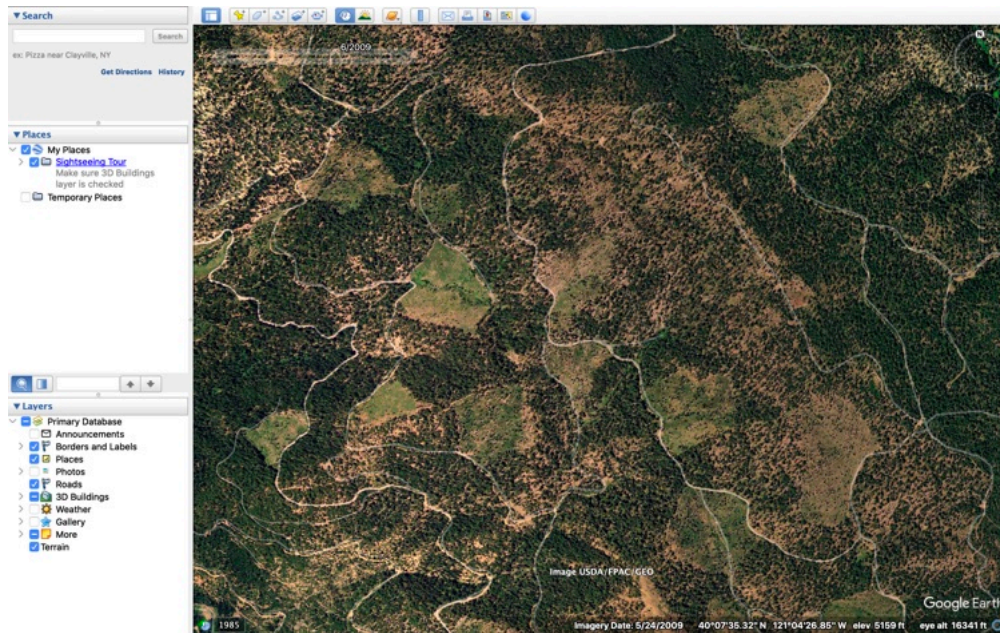 Search
Search
ex: Pizza near Clayville, NY
Get Directions History
Places
My Places
Sightseeing Tour
Make sure 3D Buildings
layer is checked
Temporary Places
Layers
Primary Database
Announcements
Borders and Labels
Places
Photos
Roads
3D Buildings
Weather
Gallery
More
Terrain
6/2009
Image USDA/FPAC/GEO
Google Earth
1985
Imagery Date: 5/24/2009 40°07'35.32" N 121°04'26.85" W elev 5159 ft eye alt 16341 ft